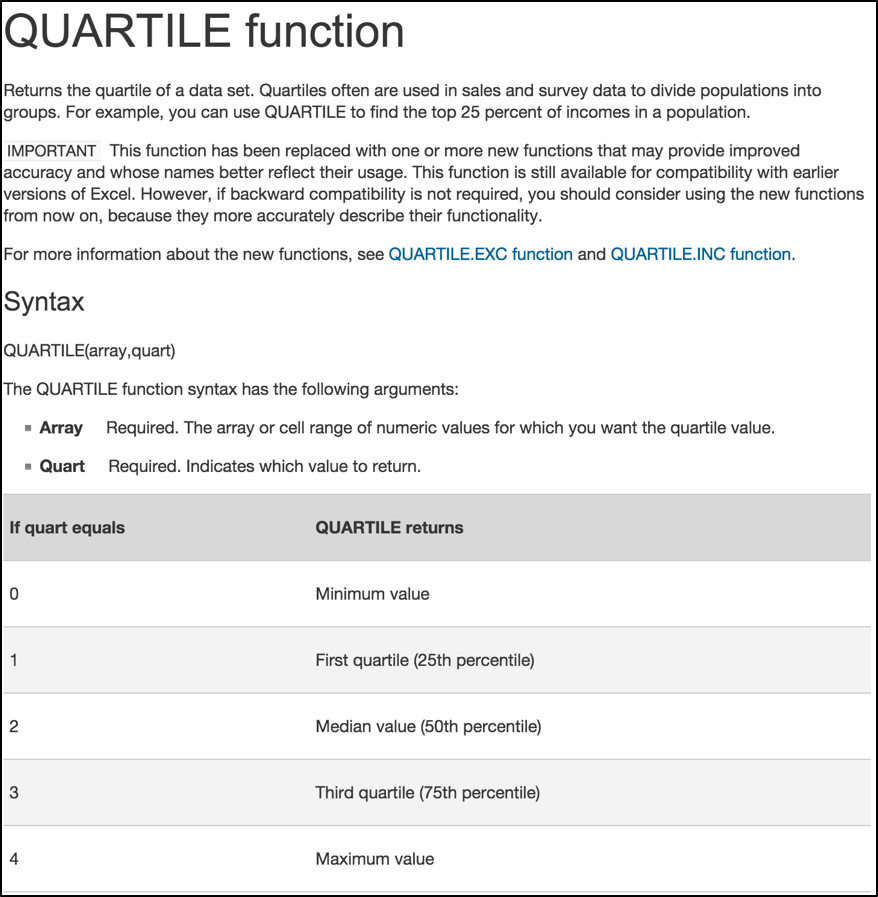 QUARTILE function
Returns the quartile of a data set. Quartiles often are used in sales and survey data to divide populations into
groups. For example, you can use QUARTILE to find the top 25 percent of incomes in a population.
IMPORTANT This function has been replaced with one or more new functions that may provide improved
accuracy and whose names better reflect their usage. This function is still available for compatibility with earlier
versions of Excel. However, if backward compatibility is not required, you should consider using the new functions
from now on, because they more accurately describe their functionality.
For more information about the new functions, see QUARTILE.EXC function and QUARTILE.INC function.
Syntax
QUARTILE(array,quart)
The QUARTILE function syntax has the following arguments:
Array Required. The array or cell range of numeric values for which you want the quartile value.
Quart Required. Indicates which value to return.
If quart equals QUARTILE returns
0 Minimum value
1 First quartile (25th percentile)
2 Median value (50th percentile)
3 Third quartile (75th percentile)
4 Maximum value